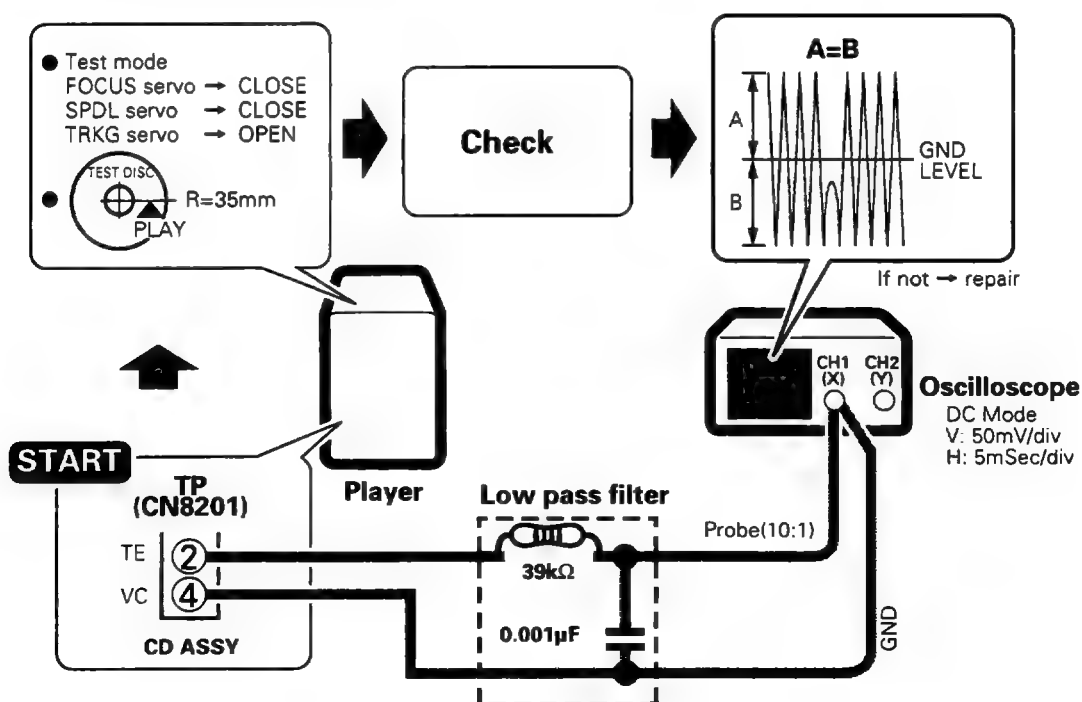 ● Test mode
FOCUS servo → CLOSE
SPDL servo → CLOSE
TRKG servo → OPEN
TEST DISC
● R=35mm
PLAY
Check
A=B
A
GND
LEVEL
B
If not → repair
CH1
(X)
CH2
(Y)
Oscilloscope
DC Mode
V: 50mV/div
H: 5mSec/div
START
TP
(CN8201)
TE 2
VC 4
CD ASSY
Player
Low pass filter
39kΩ
0.001µF
Probe(10:1)
GND